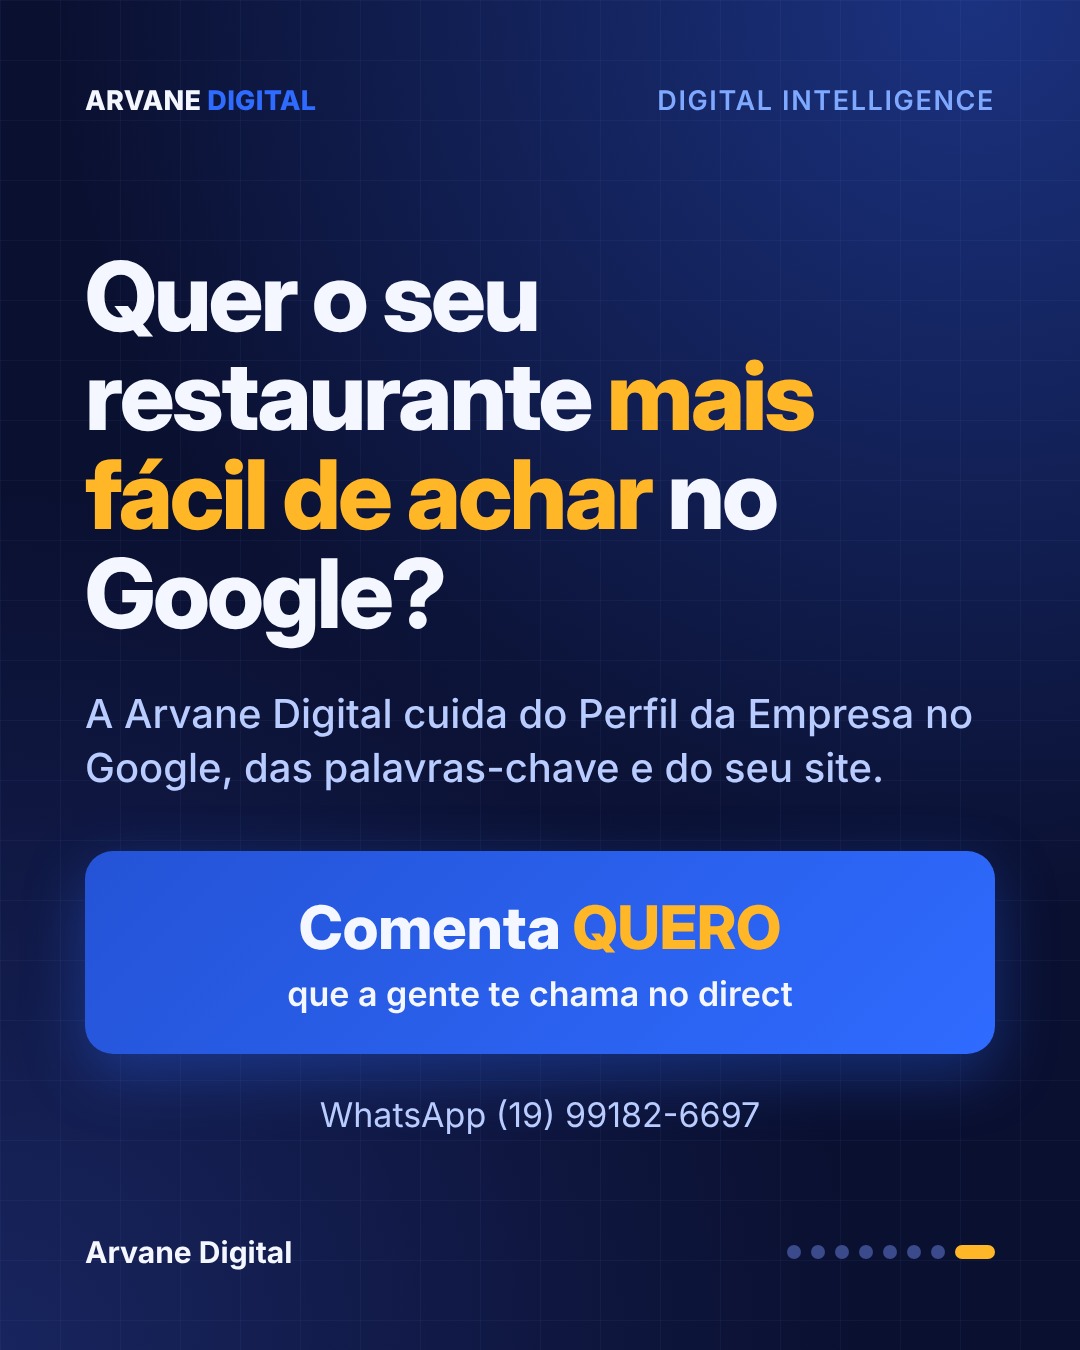 ARVANE DIGITAL
DIGITAL INTELLIGENCE
Quer o seu
restaurante mais
fácil de achar no
Google?
A Arvane Digital cuida do Perfil da Empresa no
Google, das palavras-chave e do seu site.
Comenta QUERO
que a gente te chama no direct
WhatsApp (19) 99182-6697
Arvane Digital